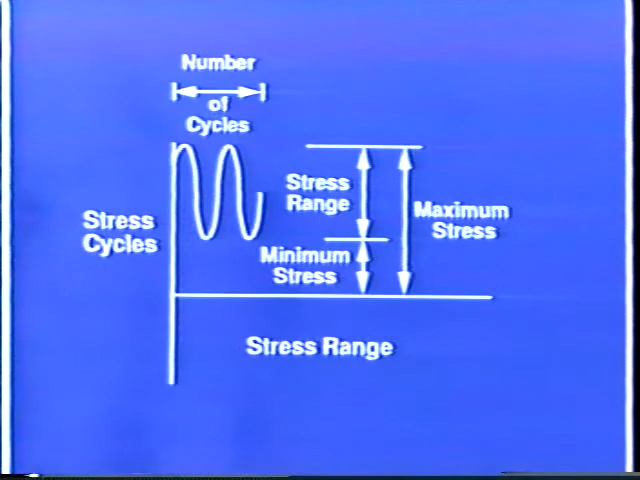 Number
of
Cycles
Stress
Range
Maximum
Stress
Stress
Cycles
Minimum
Stress
Stress Range